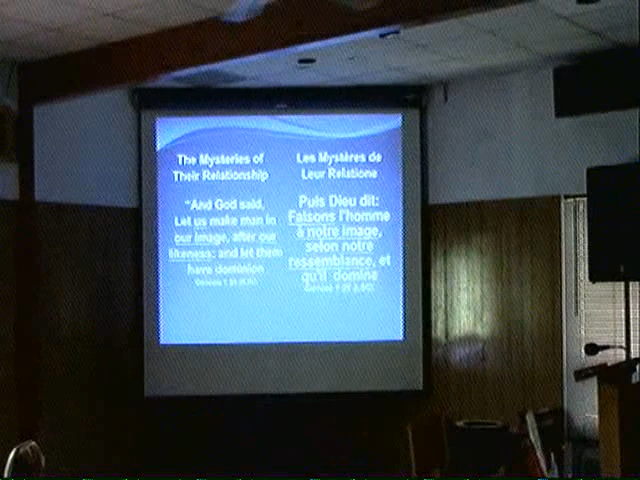 The Mysteries of
Their Relationship
"And God said,
Let us make man in
our image, after our
likeness: and let them
have dominion
Les Mystères de
Leur Relatione
Puis Dieu dit:
Faisons l'homme
à notre image,
selon notre
ressemblance, et
qu'il domine